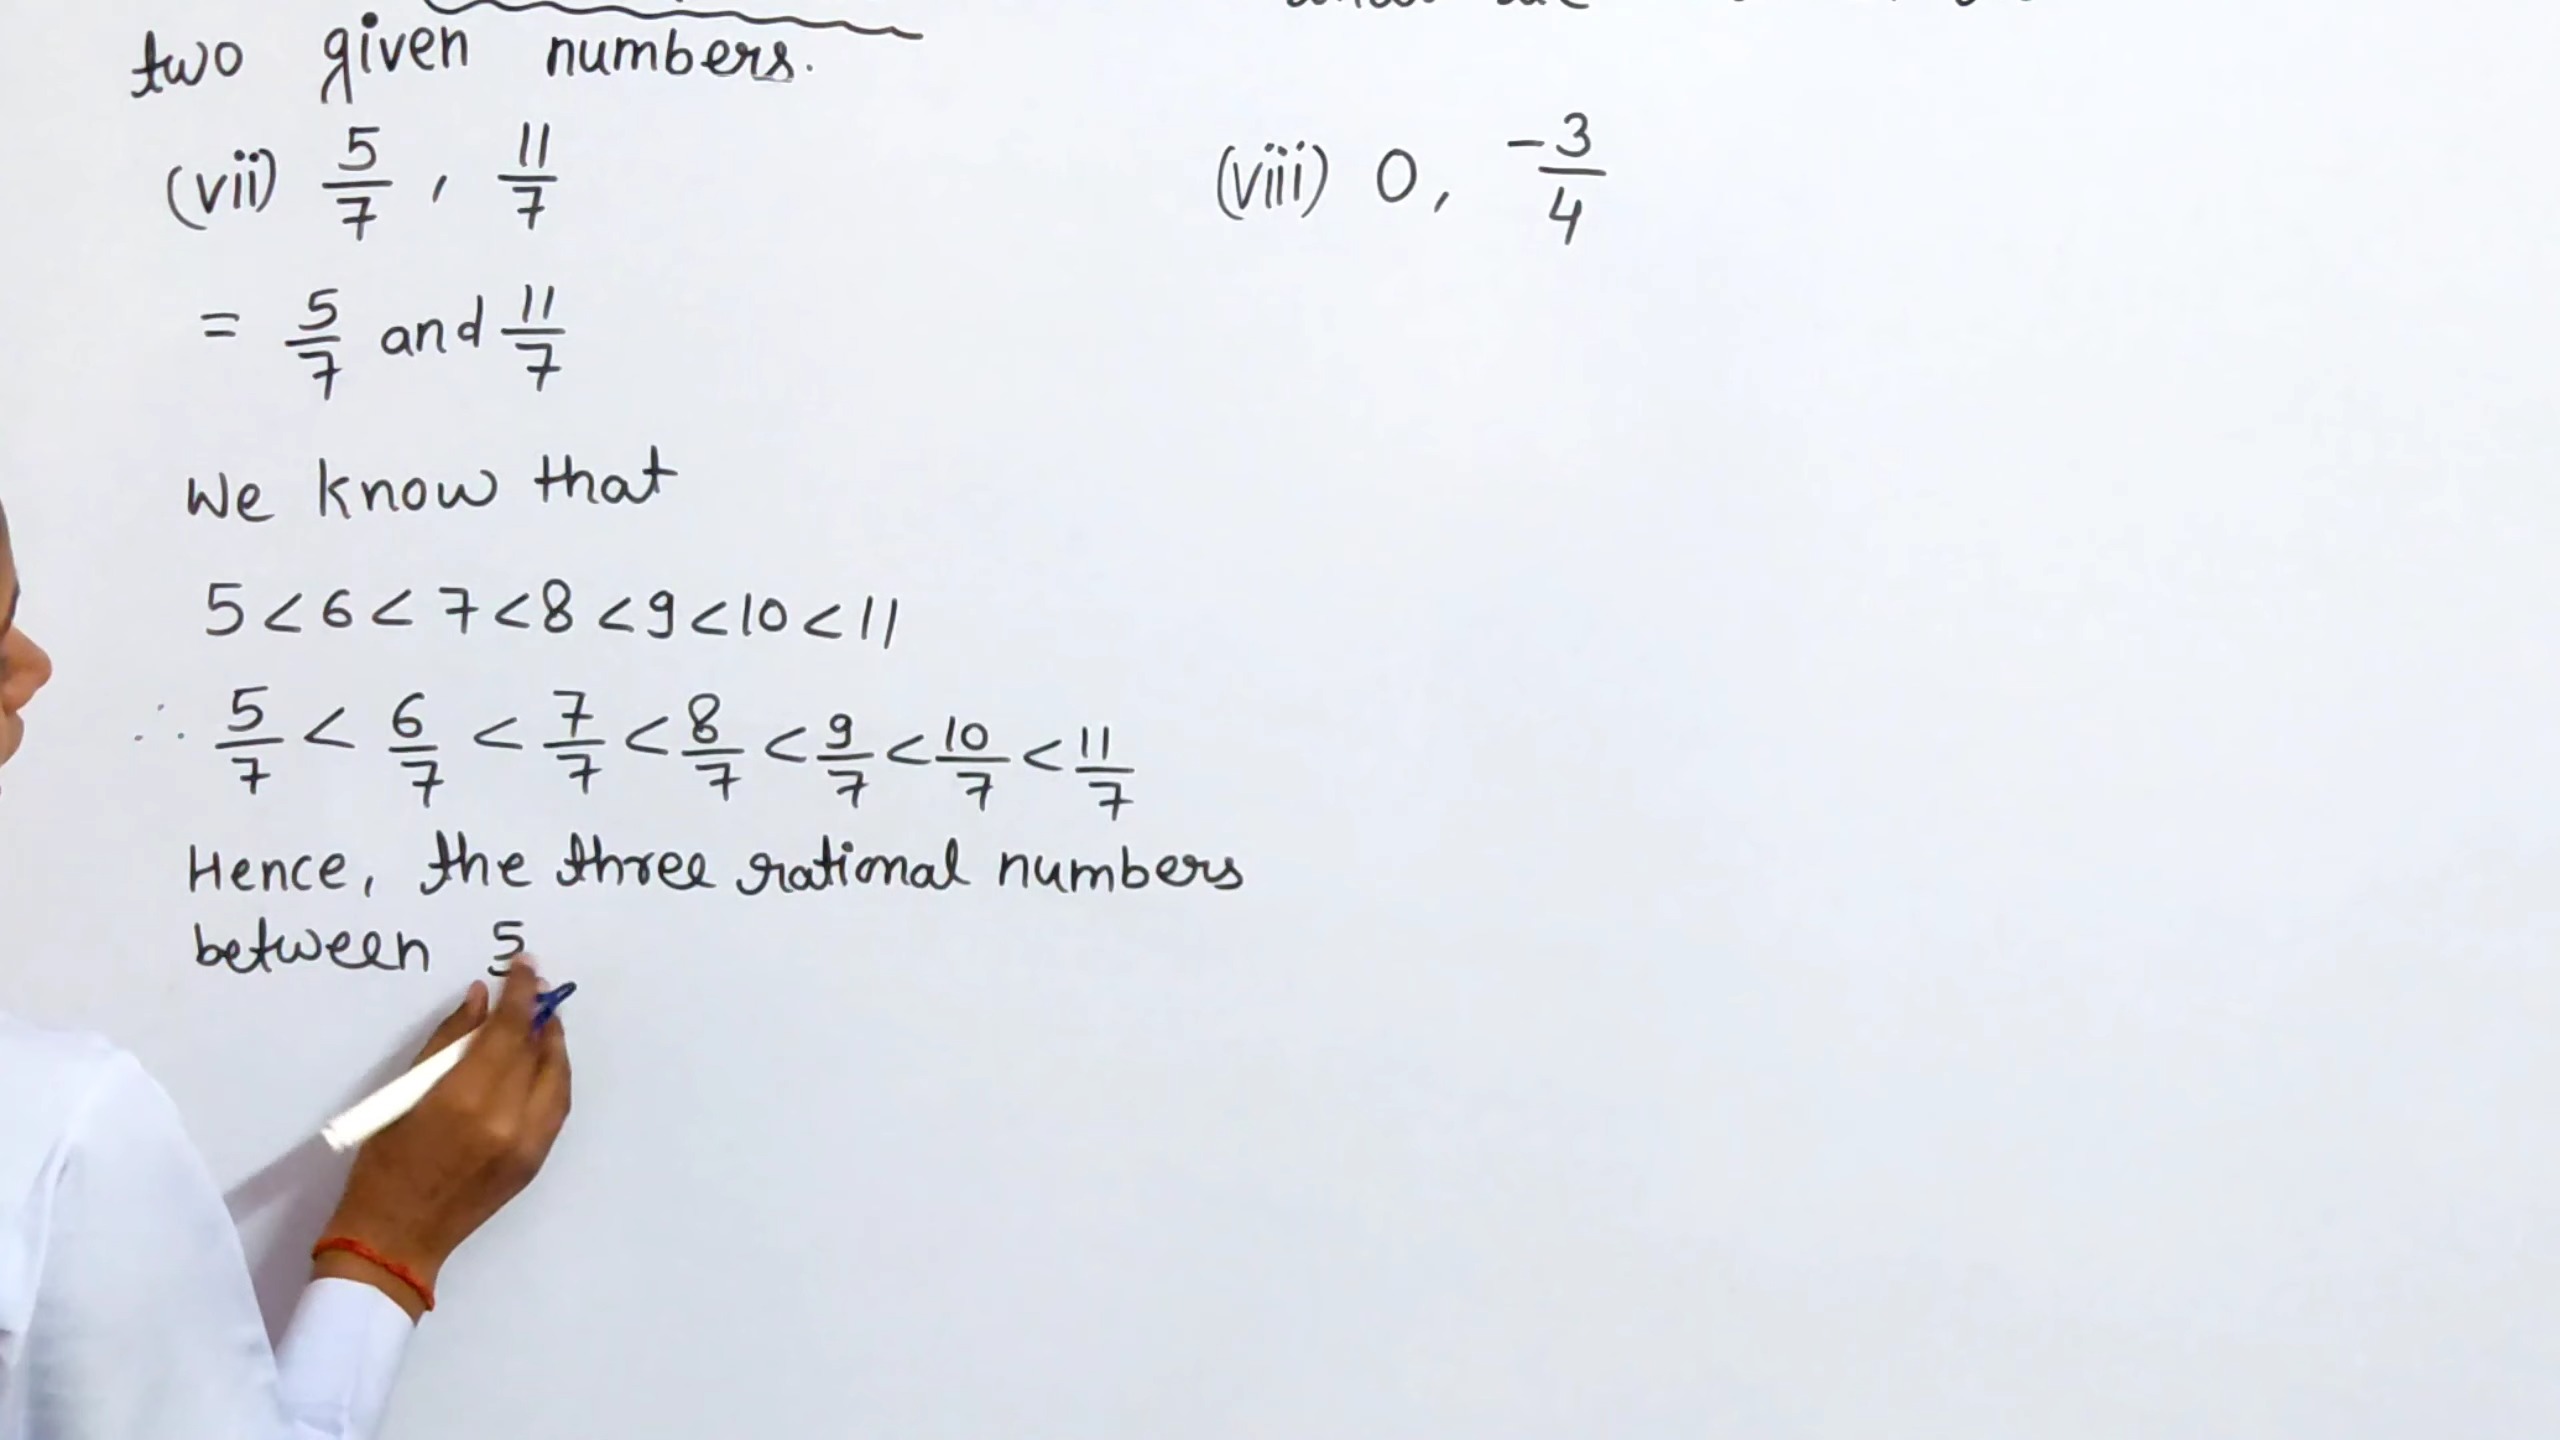 two given numbers.
(vii) 5/7 , 11/7
= 5/7 and 11/7
We know that
5 < 6 < 7 < 8 < 9 < 10 < 11
∴ 5/7 < 6/7 < 7/7 < 8/7 < 9/7 < 10/7 < 11/7
Hence, the three rational numbers
between 5
(viii) 0, -3/4